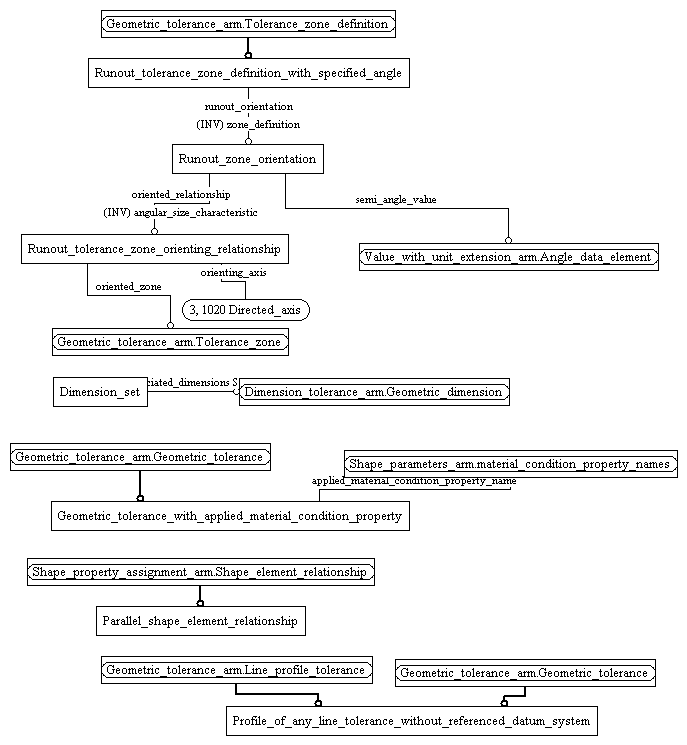 Geometric_tolerance_arm.Tolerance_zone_definition
Runout_tolerance_zone_definition_with_specified_angle
runout_orientation
(INV) zone_definition
Runout_zone_orientation
oriented_relationship
semi_angle_value
(INV) angular_size_characteristic
Runout_tolerance_zone_orienting_relationship
Value_with_unit_extension_arm.Angle_data_element
orienting_axis
oriented_zone
3, 1020 Directed_axis
Geometric_tolerance_arm.Tolerance_zone
Dimension_set
ciated_dimensions S
Dimension_tolerance_arm.Geometric_dimension
Geometric_tolerance_arm.Geometric_tolerance
Shape_parameters_arm.material_condition_property_names
applied_material_condition_property_name
Geometric_tolerance_with_applied_material_condition_property
Shape_property_assignment_arm.Shape_element_relationship
Parallel_shape_element_relationship
Geometric_tolerance_arm.Line_profile_tolerance
Geometric_tolerance_arm.Geometric_tolerance
Profile_of_any_line_tolerance_without_referenced_datum_system